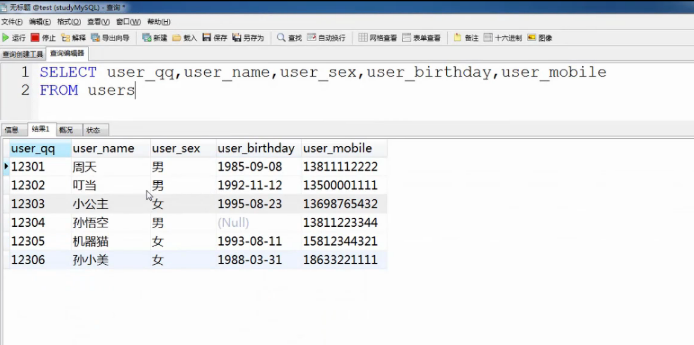 无标题 @test (studyMySQL) - 查询 *
文件(F) 编辑(E) 格式(O) 查看(V) 窗口(W) 帮助(H)
运行 停止 解释 导出向导 新建 载入 保存 另存为 查找 自动换行 网格查看 表单查看 备注 十六进制 图像
查询创建工具 查询编辑器
1 SELECT user_qq,user_name,user_sex,user_birthday,user_mobile
2 FROM users
信息 结果1 概况 状态
user_qq user_name user_sex user_birthday user_mobile
12301 周天 男 1985-09-08 13811112222
12302 叮当 男 1992-11-12 13500001111
12303 小公主 女 1995-08-23 13698765432
12304 孙悟空 男 (Null) 13811223344
12305 机器猫 女 1993-08-11 15812344321
12306 孙小美 女 1988-03-31 18633221111